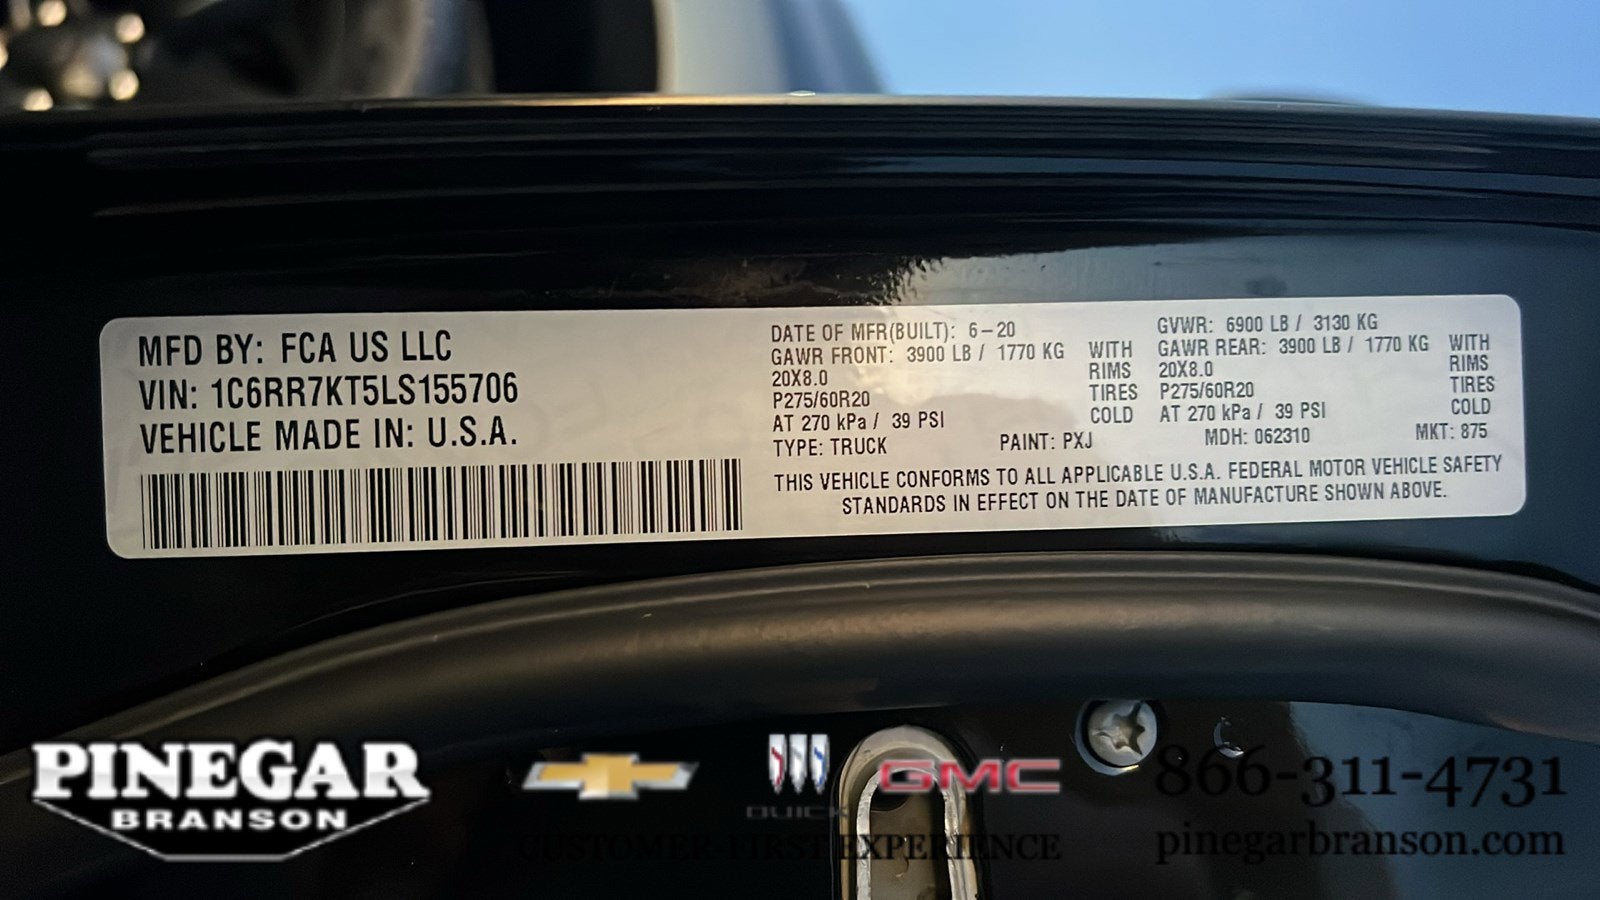 MFD BY: FCA US LLC
VIN: 1C6RR7KT5LS155706
VEHICLE MADE IN: U.S.A.
DATE OF MFR(BUILT): 6-20
GAWR FRONT: 3900 LB / 1770 KG WITH
20X8.0 RIMS
P275/60R20 TIRES
AT 270 kPa / 39 PSI COLD
GVWR: 6900 LB / 3130 KG
GAWR REAR: 3900 LB / 1770 KG WITH
20X8.0 RIMS
P275/60R20 TIRES
AT 270 kPa / 39 PSI COLD
TYPE: TRUCK PAINT: PXJ MDH: 062310 MKT: 875
THIS VEHICLE CONFORMS TO ALL APPLICABLE U.S.A. FEDERAL MOTOR VEHICLE SAFETY
STANDARDS IN EFFECT ON THE DATE OF MANUFACTURE SHOWN ABOVE.
PINEGAR
BRANSON
BUICK
GMC
CUSTOMER FIRST EXPERIENCE
866-311-4731
pinegarbranson.com